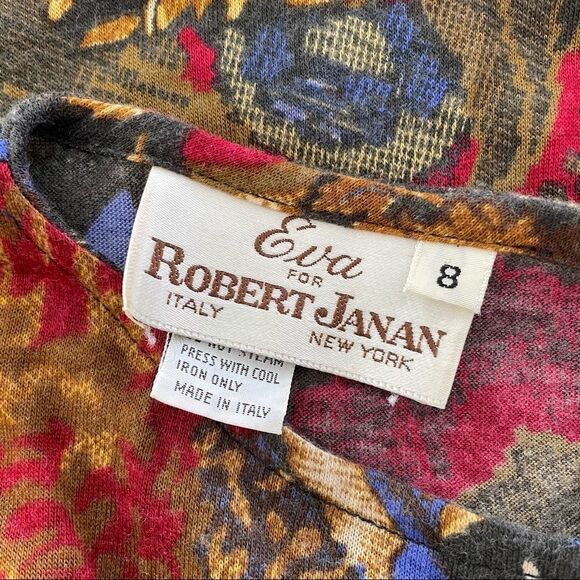 Eva
FOR
ROBERT JANAN
ITALY NEW YORK
8
NOT STEAM
PRESS WITH COOL
IRON ONLY
MADE IN ITALY